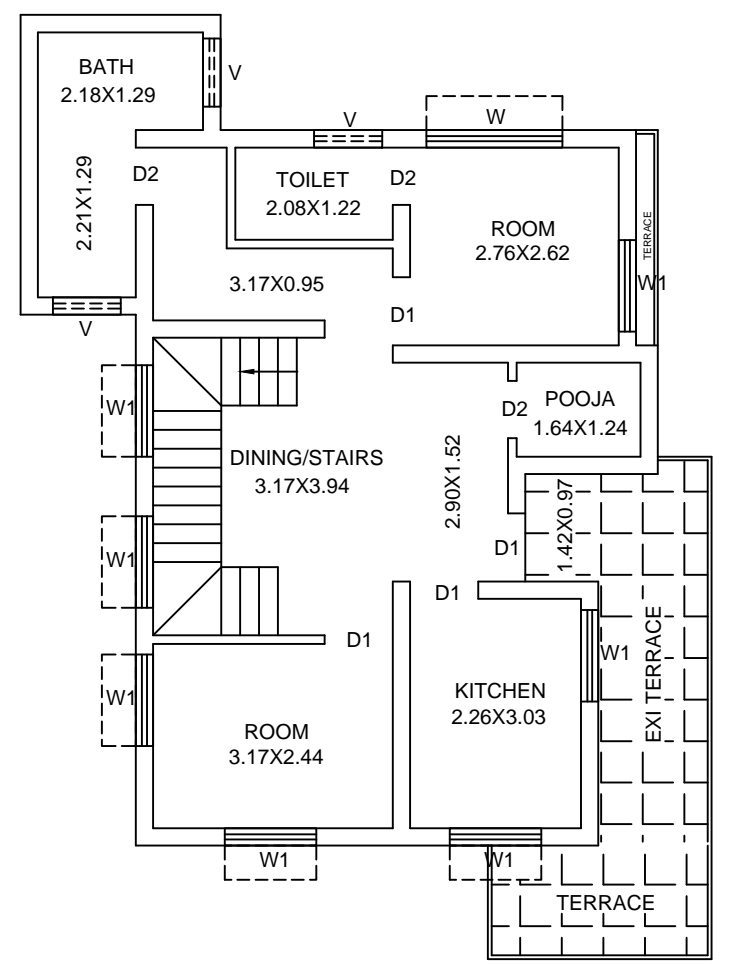 BATH
2.18X1.29
V
V
W
2.21X1.29
D2
TOILET
2.08X1.22
D2
ROOM
2.76X2.62
TERRACE
3.17X0.95
W1
D1
V
W1
D2
POOJA
1.64X1.24
DINING/STAIRS
3.17X3.94
2.90X1.52
1.42X0.97
W1
D1
D1
D1
W1
EXI TERRACE
W1
KITCHEN
2.26X3.03
ROOM
3.17X2.44
W1
W1
TERRACE